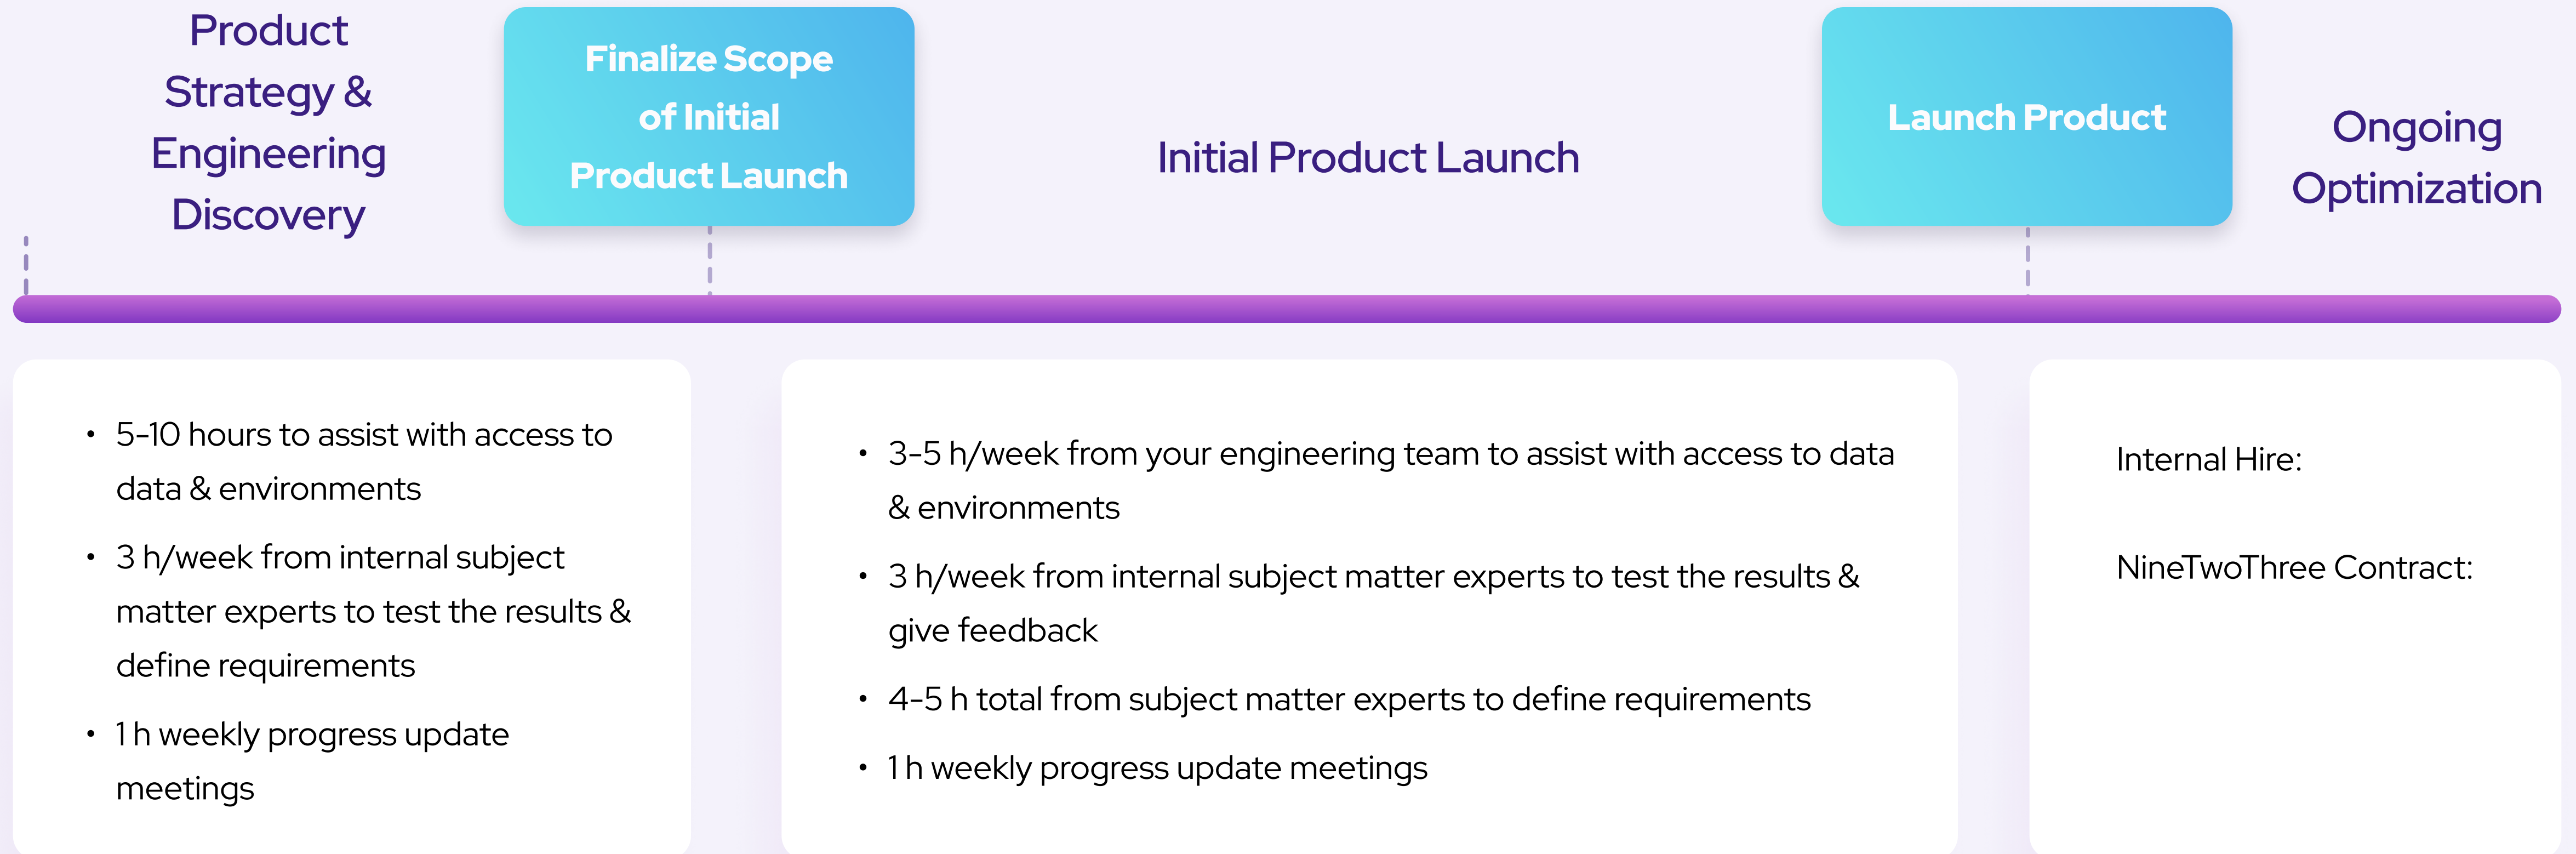 Product
Strategy &
Engineering
Discovery
Finalize Scope
of Initial
Product Launch
Initial Product Launch
Launch Product
Ongoing
Optimization
• 5-10 hours to assist with access to
data & environments
• 3 h/week from internal subject
matter experts to test the results &
define requirements
• 1 h weekly progress update
meetings
• 3-5 h/week from your engineering team to assist with access to data
& environments
• 3 h/week from internal subject matter experts to test the results &
give feedback
• 4-5 h total from subject matter experts to define requirements
• 1 h weekly progress update meetings
Internal Hire:
NineTwoThree Contract: